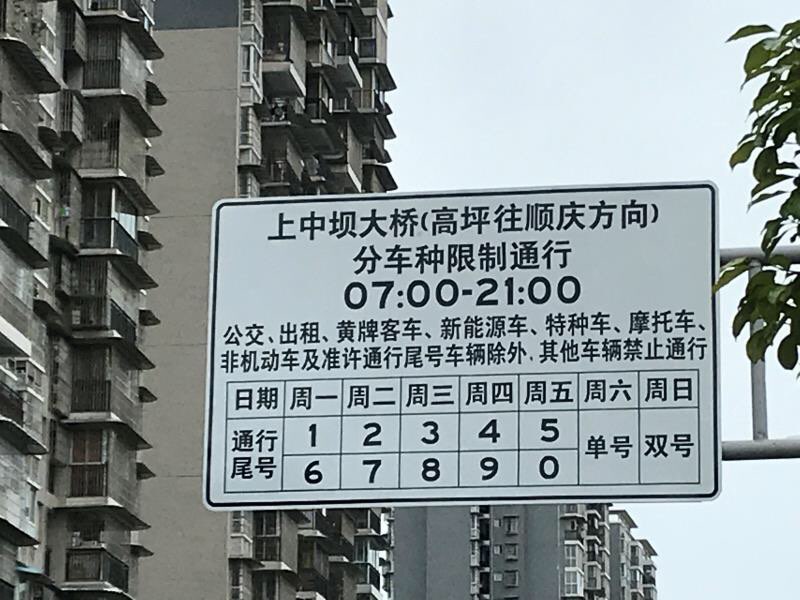 上中坝大桥(高坪往顺庆方向)
分车种限制通行
07:00-21:00
公交、出租、黄牌客车、新能源车、特种车、摩托车、
非机动车及准许通行尾号车辆除外,其他车辆禁止通行
日期 周一 周二 周三 周四 周五 周六 周日
通行尾号 1 2 3 4 5 单号 双号
6 7 8 9 0